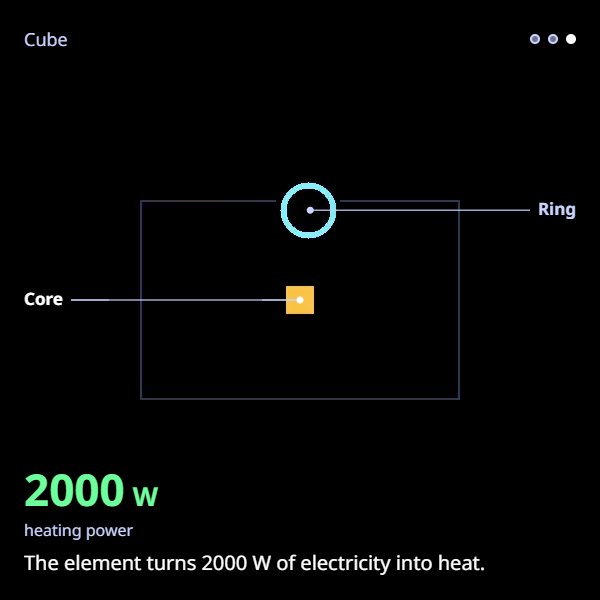 Cube
Ring
Core
2000 W
heating power
The element turns 2000 W of electricity into heat.